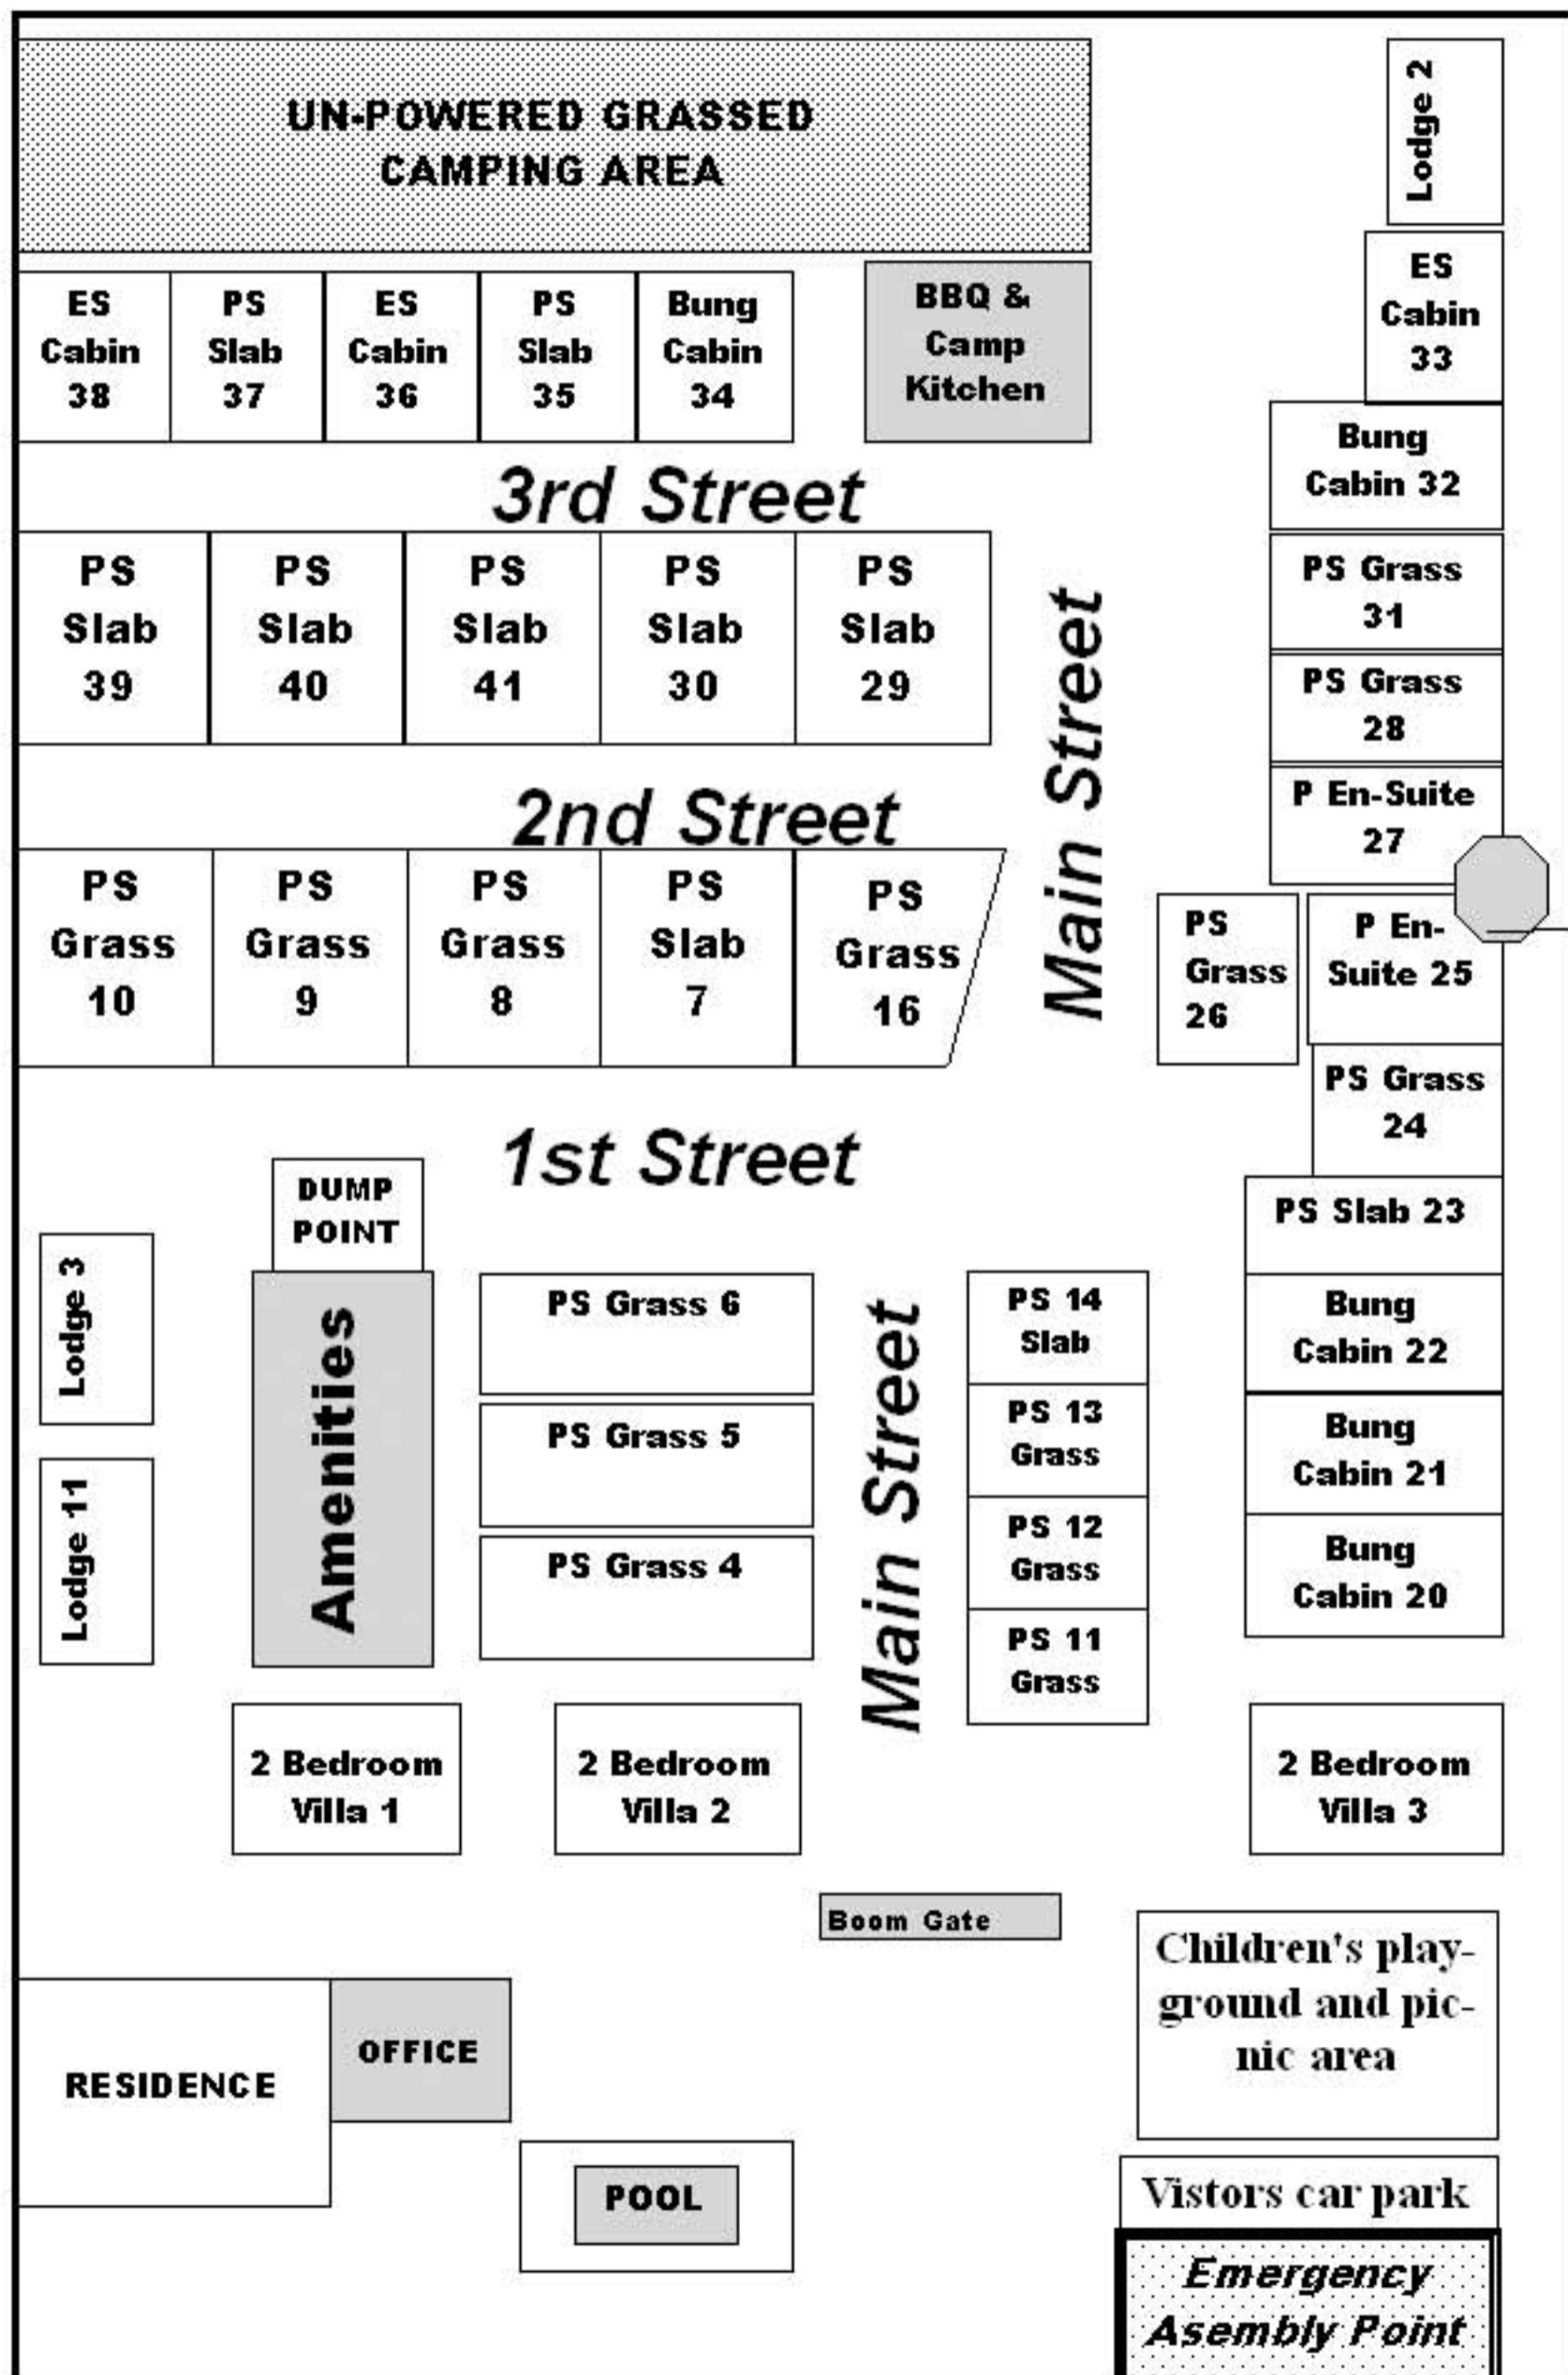 UN-POWERED GRASSED
CAMPING AREA
Lodge 2
ES
Cabin
33
ES
Cabin
38
PS
Slab
37
ES
Cabin
36
PS
Slab
35
Bung
Cabin
34
BBQ &
Camp
Kitchen
Bung
Cabin 32
3rd Street
PS
Slab
39
PS
Slab
40
PS
Slab
41
PS
Slab
30
PS
Slab
29
Main Street
PS Grass
31
PS Grass
28
P En-Suite
27
2nd Street
PS
Grass
10
PS
Grass
9
PS
Grass
8
PS
Slab
7
PS
Grass
16
PS
Grass
26
P En-
Suite 25
PS Grass
24
1st Street
DUMP
POINT
PS Slab 23
Lodge 3
Amenities
PS Grass 6
PS Grass 5
PS Grass 4
Main Street
PS 14
Slab
PS 13
Grass
PS 12
Grass
PS 11
Grass
Bung
Cabin 22
Bung
Cabin 21
Bung
Cabin 20
Lodge 11
2 Bedroom
Villa 1
2 Bedroom
Villa 2
2 Bedroom
Villa 3
Boom Gate
Children's play-
ground and pic-
nic area
RESIDENCE
OFFICE
POOL
Vistors car park
Emergency
Asembly Point